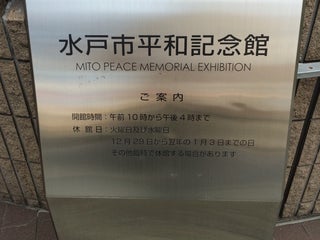 水戸市平和記念館
MITO PEACE MEMORIAL EXHIBITION
ご案内
開館時間：午前10時から午後4時まで
休館日：火曜日及び水曜日
12月29日から翌年の1月3日までの日
その他臨時で休館する場合があります